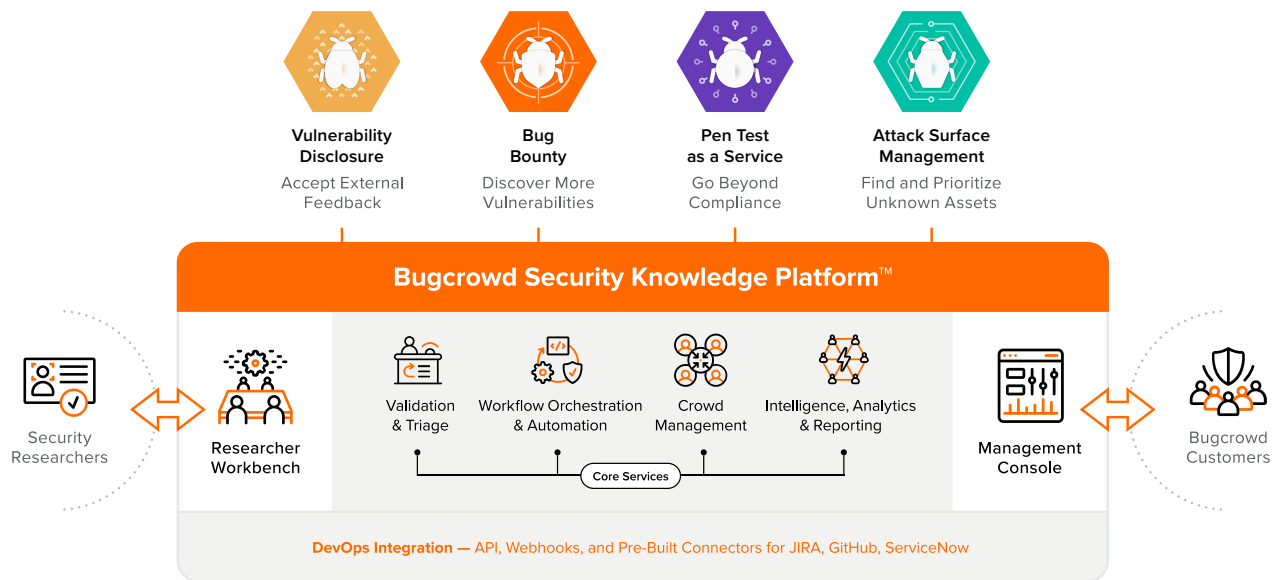 Vulnerability
Disclosure
Accept External
Feedback
Bug
Bounty
Discover More
Vulnerabilities
Pen Test
as a Service
Go Beyond
Compliance
Attack Surface
Management
Find and Prioritize
Unknown Assets
Bugcrowd Security Knowledge Platform™
Security
Researchers
Researcher
Workbench
Validation
& Triage
</>
Workflow Orchestration
& Automation
Crowd
Management
Intelligence, Analytics
& Reporting
Core Services
Management
Console
Bugcrowd
Customers
DevOps Integration — API, Webhooks, and Pre-Built Connectors for JIRA, GitHub, ServiceNow